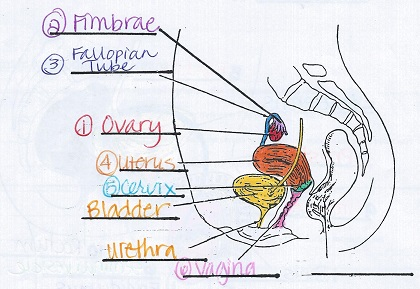 ② Fimbrae
③ Fallopian
Tube
① Ovary
④ uterus
⑤ cervix
Bladder
Urethra
⑥ Vagina